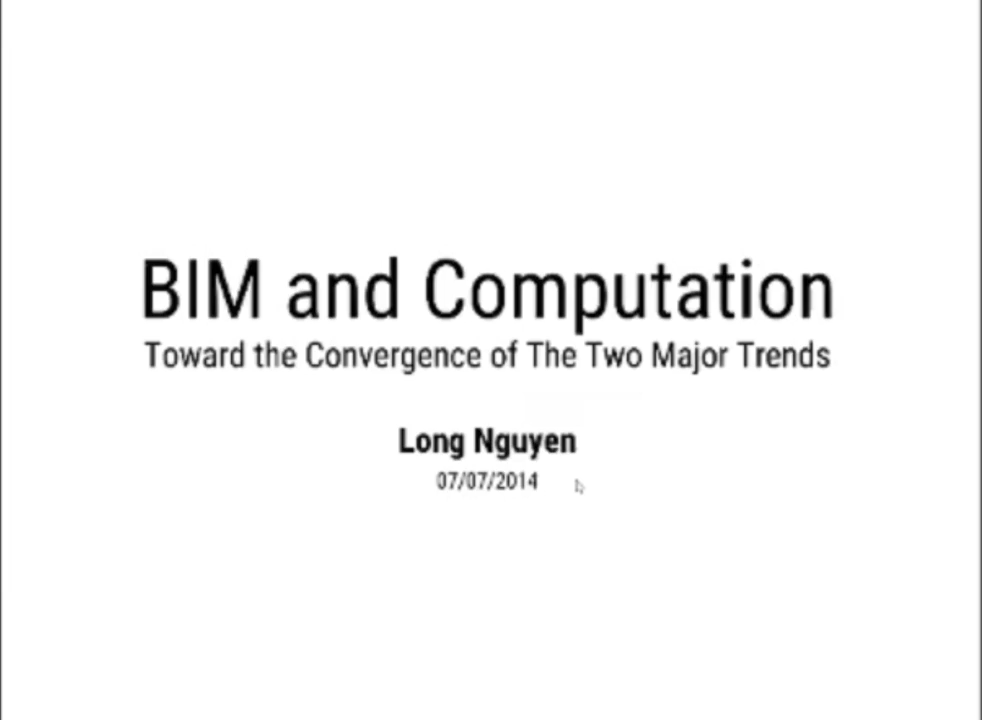 BIM and Computation
Toward the Convergence of The Two Major Trends
Long Nguyen
07/07/2014